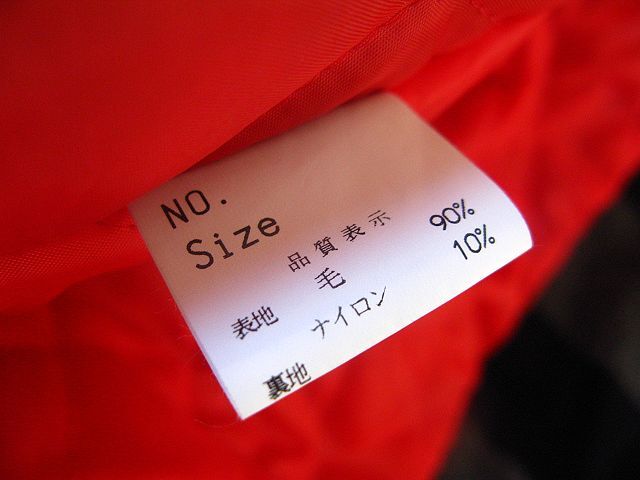 NO.
Size
品質表示
表地 毛 90%
ナイロン 10%
裏地